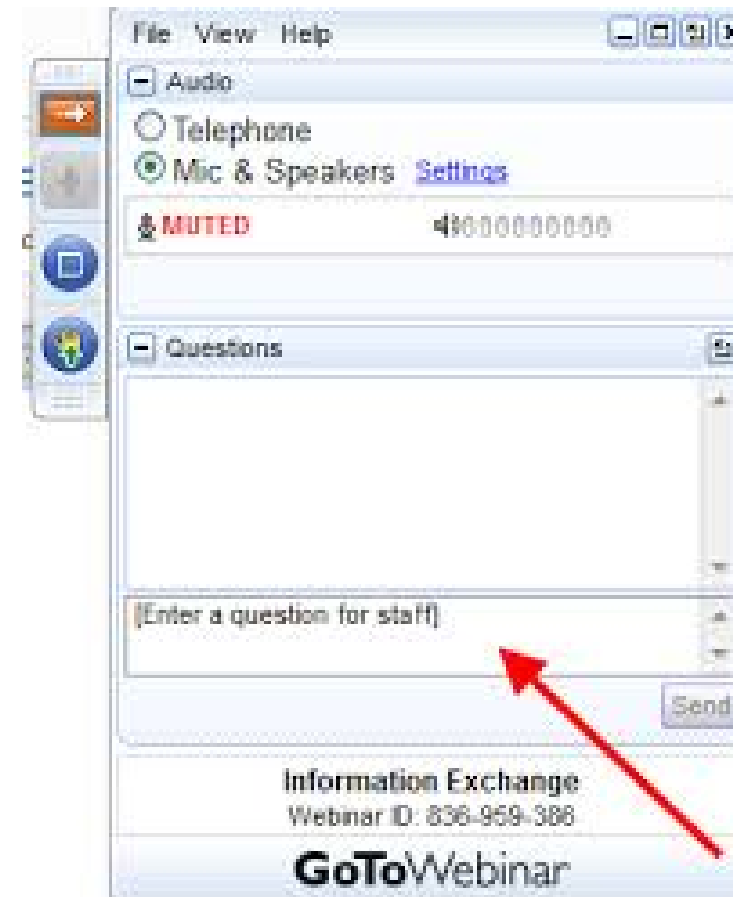 File View Help
Audio
Telephone
Mic & Speakers Settings
MUTED
Questions
[Enter a question for staff]
Send
Information Exchange
Webinar ID: 836-959-386
GoToWebinar